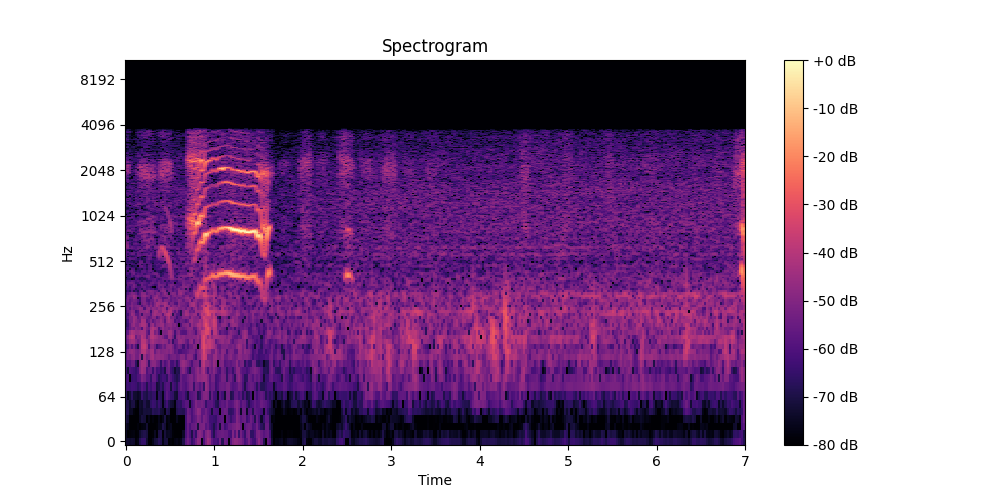 Spectrogram
Hz
8192
4096
2048
1024
512
256
128
64
0
0 1 2 3 4 5 6 7
Time
+0 dB
-10 dB
-20 dB
-30 dB
-40 dB
-50 dB
-60 dB
-70 dB
-80 dB